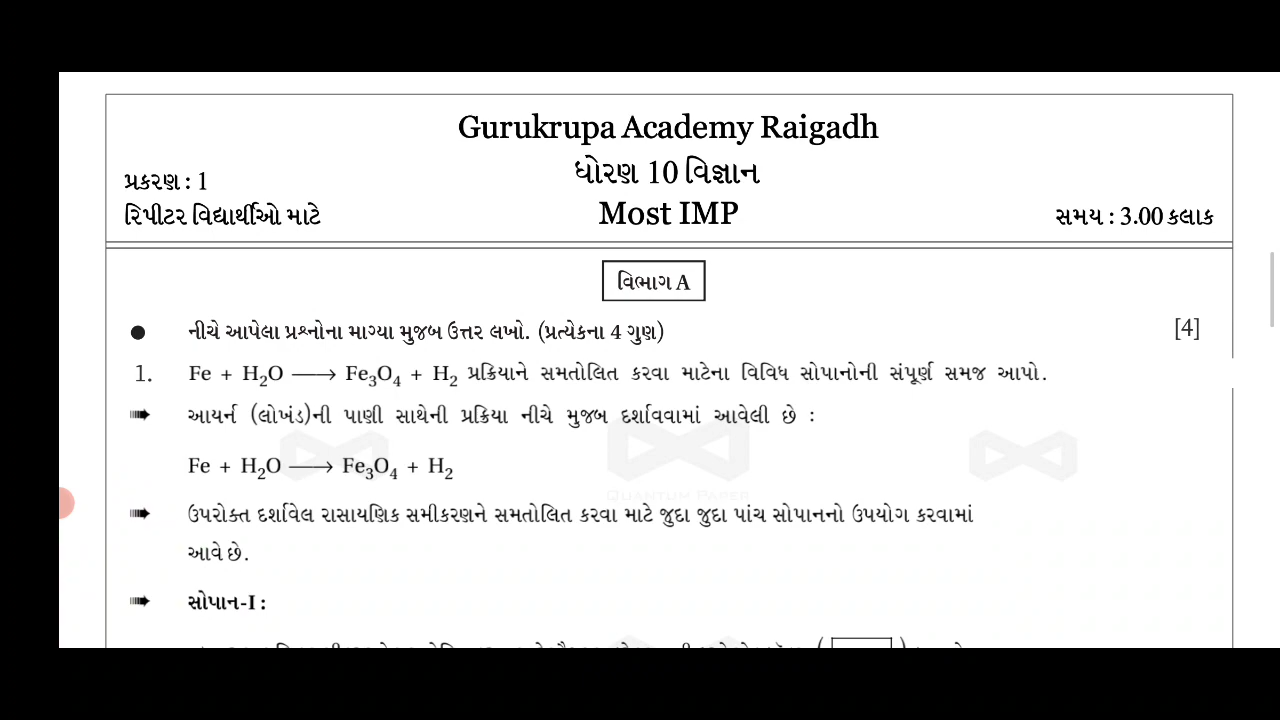 Gurukrupa Academy Raigadh
ધોરણ 10 વિજ્ઞાન
પ્રકરણ : 1
રિપીટર વિદ્યાર્થીઓ માટે
Most IMP
સમય : 3.00 કલાક
વિભાગ A
● નીચે આપેલા પ્રશ્નોના માગ્યા મુજબ ઉત્તર લખો. (પ્રત્યેકના 4 ગુણ) [4]
1. Fe + H₂O ⟶ Fe₃O₄ + H₂ પ્રક્રિયાને સમતોલિત કરવા માટેના વિવિધ સોપાનોની સંપૂર્ણ સમજ આપો.
➠ આયર્ન (લોખંડ)ની પાણી સાથેની પ્રક્રિયા નીચે મુજબ દર્શાવવામાં આવેલી છે :
Fe + H₂O ⟶ Fe₃O₄ + H₂
QUANTUM PAPER
➠ ઉપરોક્ત દર્શાવેલ રાસાયણિક સમીકરણને સમતોલિત કરવા માટે જુદા જુદા પાંચ સોપાનનો ઉપયોગ કરવામાં
આવે છે.
➠ સોપાન-I :